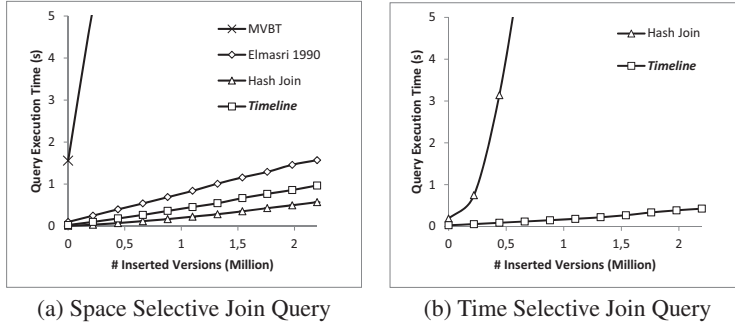 5
4
3
2
1
0
Query Execution Time (s)
0
0,5
1
1,5
2
# Inserted Versions (Million)
MVBT
Elmasri 1990
Hash Join
Timeline
(a) Space Selective Join Query
5
4
3
2
1
0
Query Execution Time (s)
0
0,5
1
1,5
2
# Inserted Versions (Million)
Hash Join
Timeline
(b) Time Selective Join Query